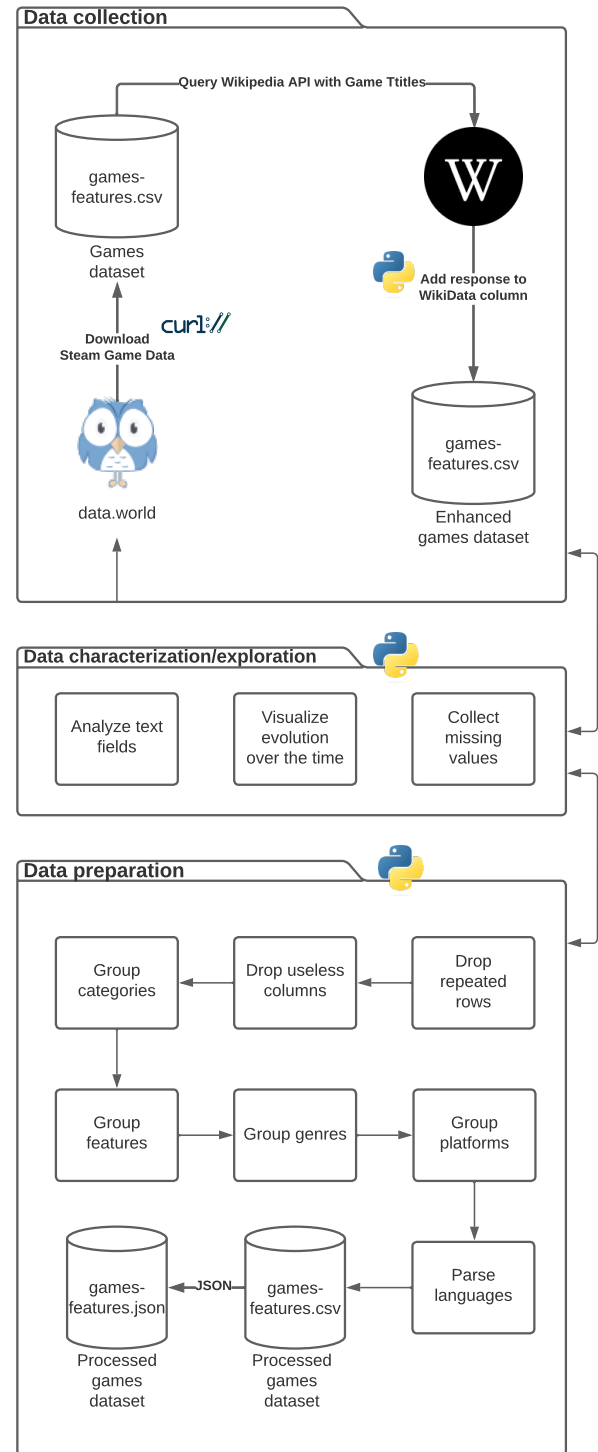 Data collection
Query Wikipedia API with Game Ttitles
games-
features.csv
W
Games
dataset
Add response to
WikiData column
curl://
Download
Steam Game Data
games-
features.csv
data.world
Enhanced
games dataset
Data characterization/exploration
Analyze text
fields
Visualize
evolution
over the time
Collect
missing
values
Data preparation
Group
categories
Drop useless
columns
Drop
repeated
rows
Group
features
Group genres
Group
platforms
Parse
languages
games-
features.json
JSON
games-
features.csv
Processed
games
dataset
Processed
games
dataset